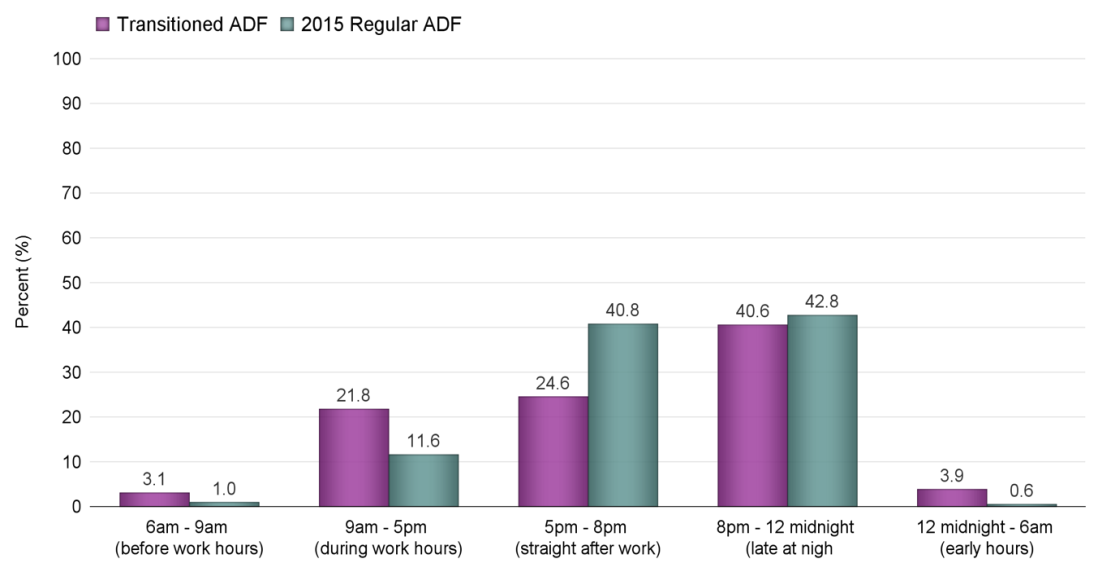 Transitioned ADF 2015 Regular ADF
100
90
80
70
60
50
40
30
20
10
0
Percent (%)
3.1 1.0
21.8 11.6
24.6 40.8
40.6 42.8
3.9 0.6
6am - 9am
(before work hours)
9am - 5pm
(during work hours)
5pm - 8pm
(straight after work)
8pm - 12 midnight
(late at nigh
12 midnight - 6am
(early hours)